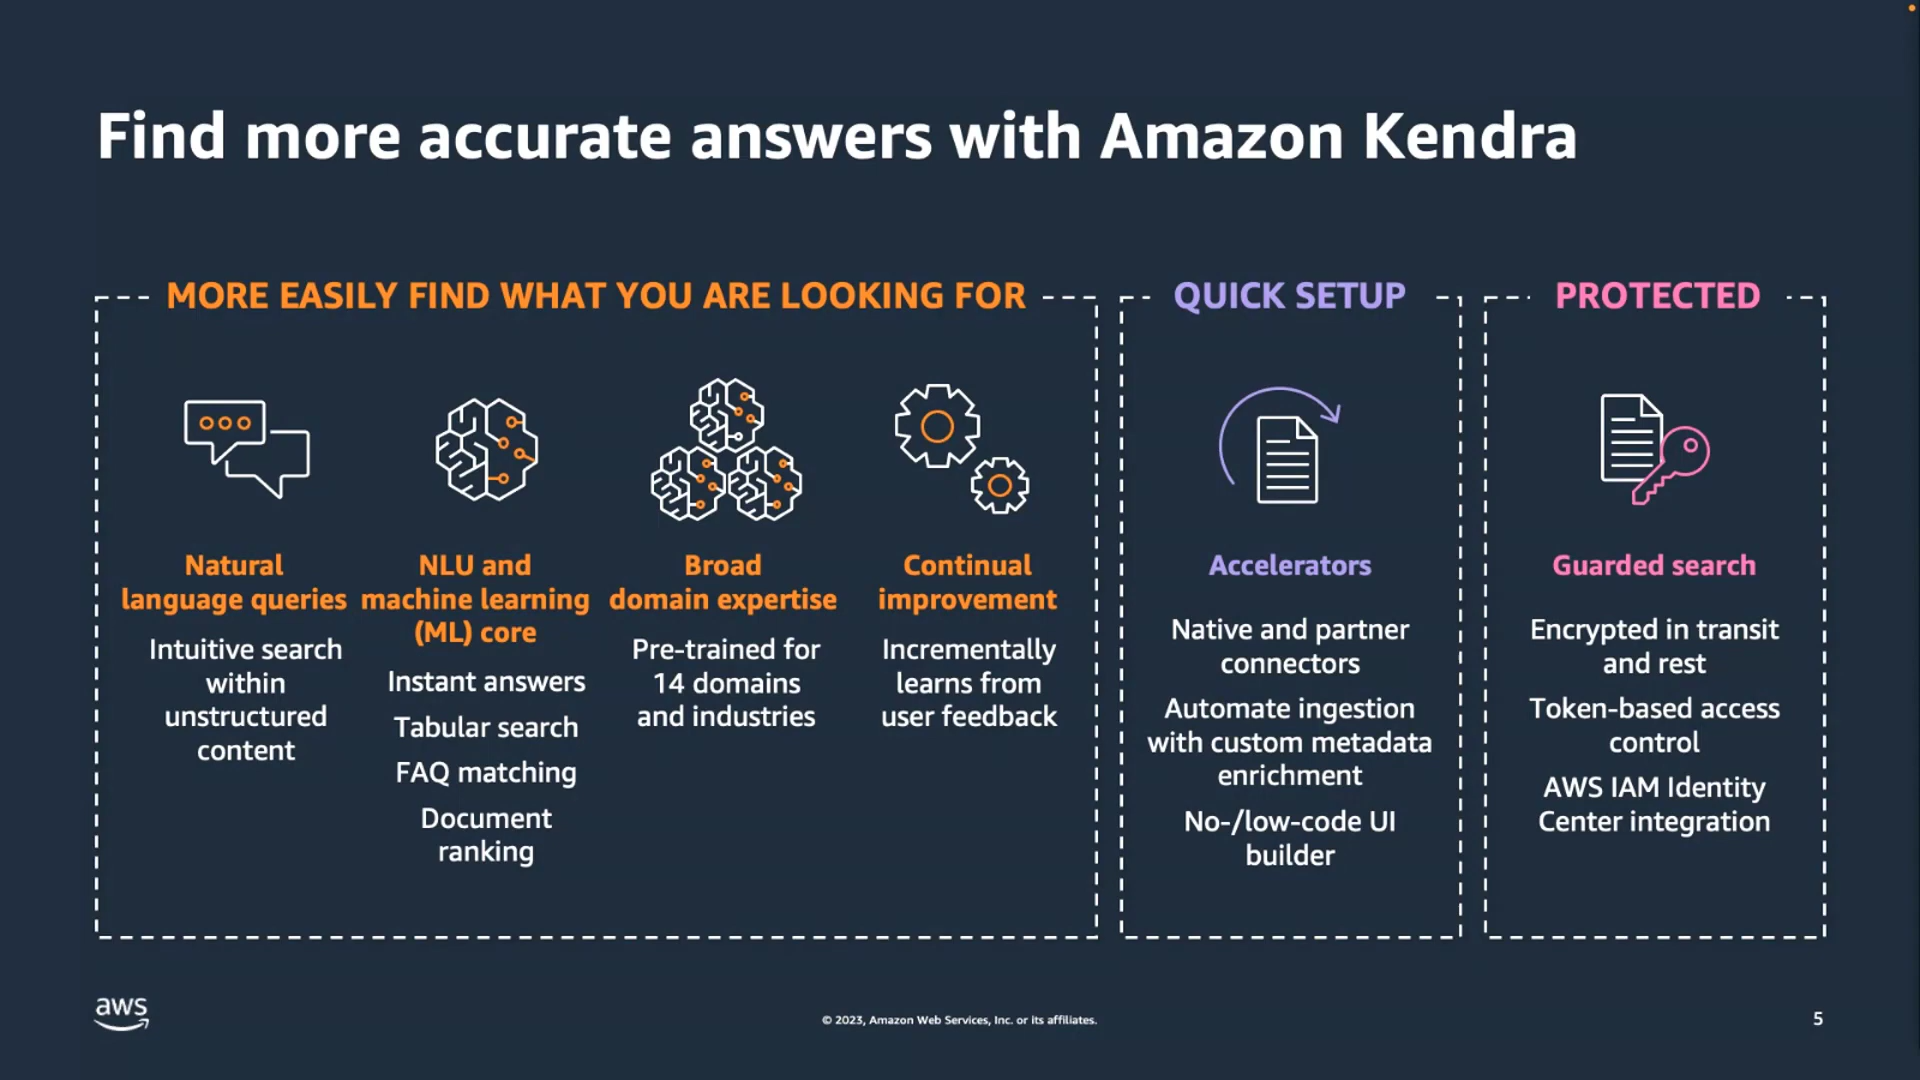 Find more accurate answers with Amazon Kendra
MORE EASILY FIND WHAT YOU ARE LOOKING FOR
Natural
language queries
Intuitive search
within
unstructured
content
NLU and
machine learning
(ML) core
Instant answers
Tabular search
FAQ matching
Document
ranking
Broad
domain expertise
Pre-trained for
14 domains
and industries
Continual
improvement
Incrementally
learns from
user feedback
QUICK SETUP
Accelerators
Native and partner
connectors
Automate ingestion
with custom metadata
enrichment
No-/low-code UI
builder
PROTECTED
Guarded search
Encrypted in transit
and rest
Token-based access
control
AWS IAM Identity
Center integration
aws
© 2023, Amazon Web Services, Inc. or its affiliates.
5